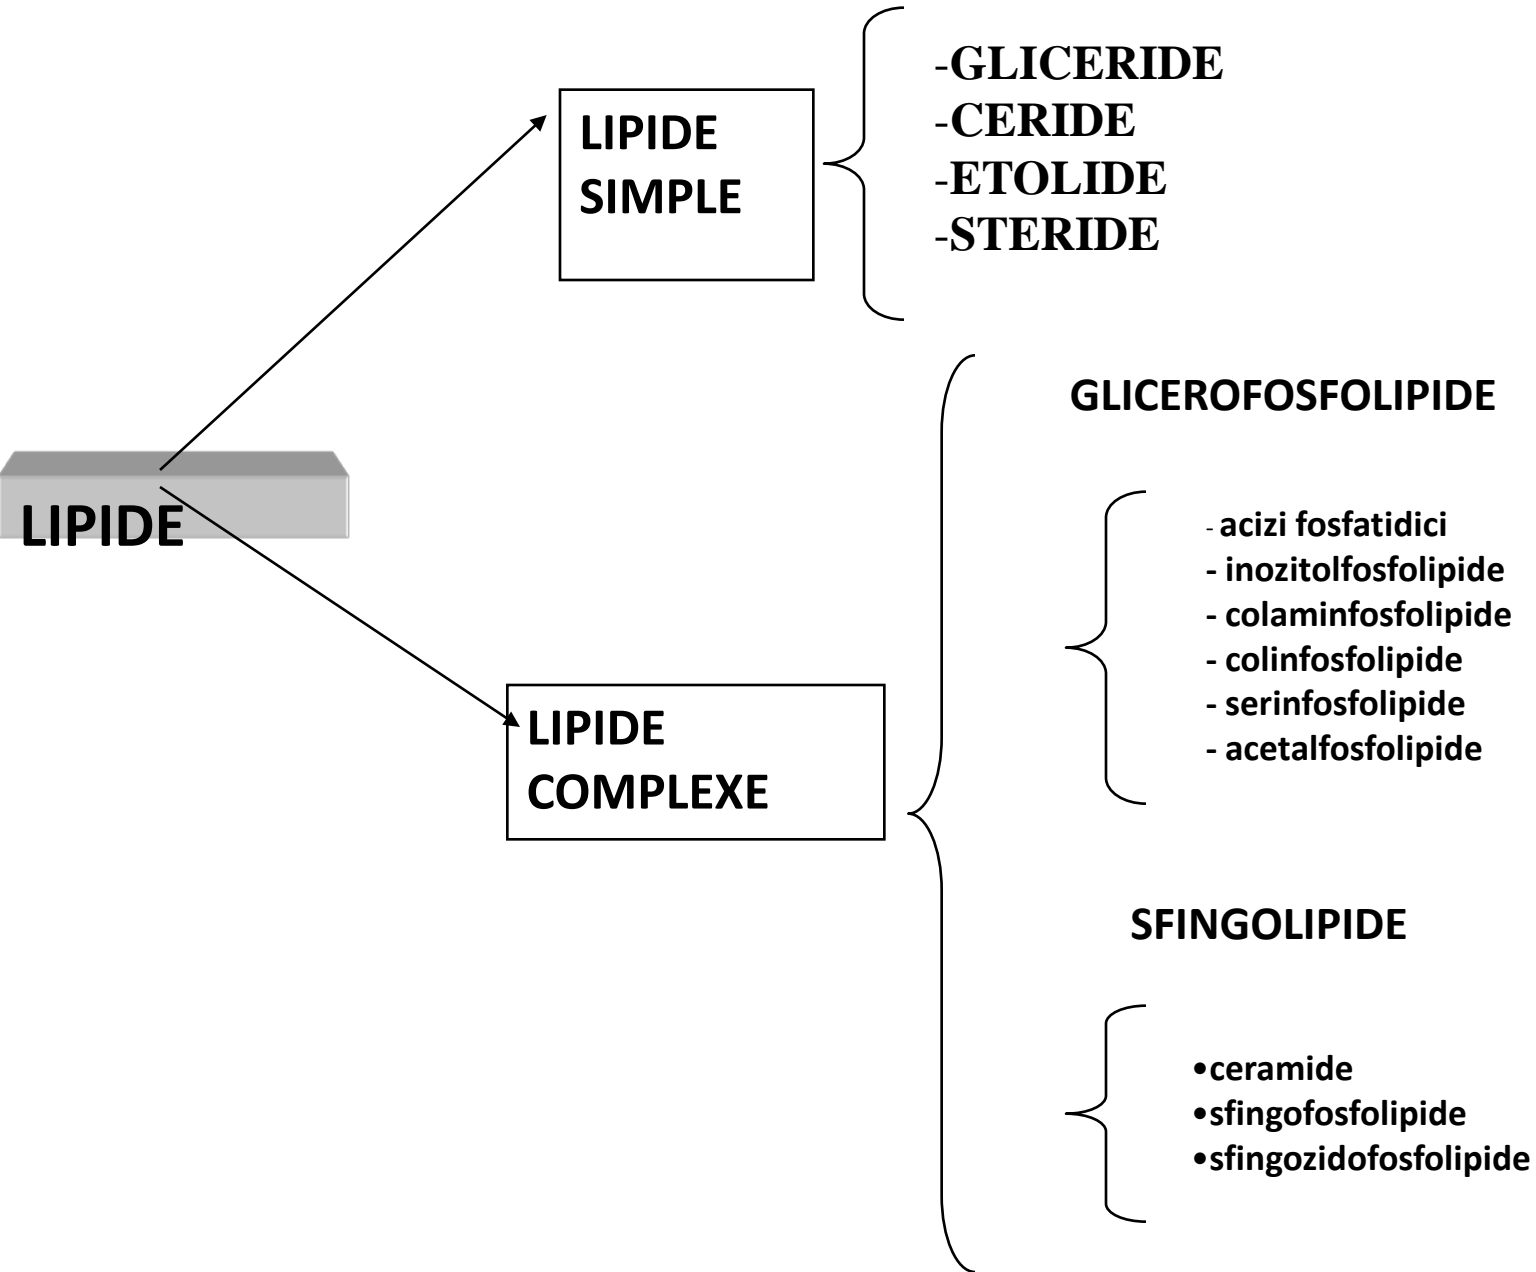 LIPIDE
LIPIDE
SIMPLE
-GLICERIDE
-CERIDE
-ETOLIDE
-STERIDE
LIPIDE
COMPLEXE
GLICEROFOSFOLIPIDE
- acizi fosfatidici
- inozitolfosfolipide
- colaminfosfolipide
- colinfosfolipide
- serinfosfolipide
- acetalfosfolipide
SFINGOLIPIDE
•ceramide
•sfingofosfolipide
•sfingozidofosfolipide